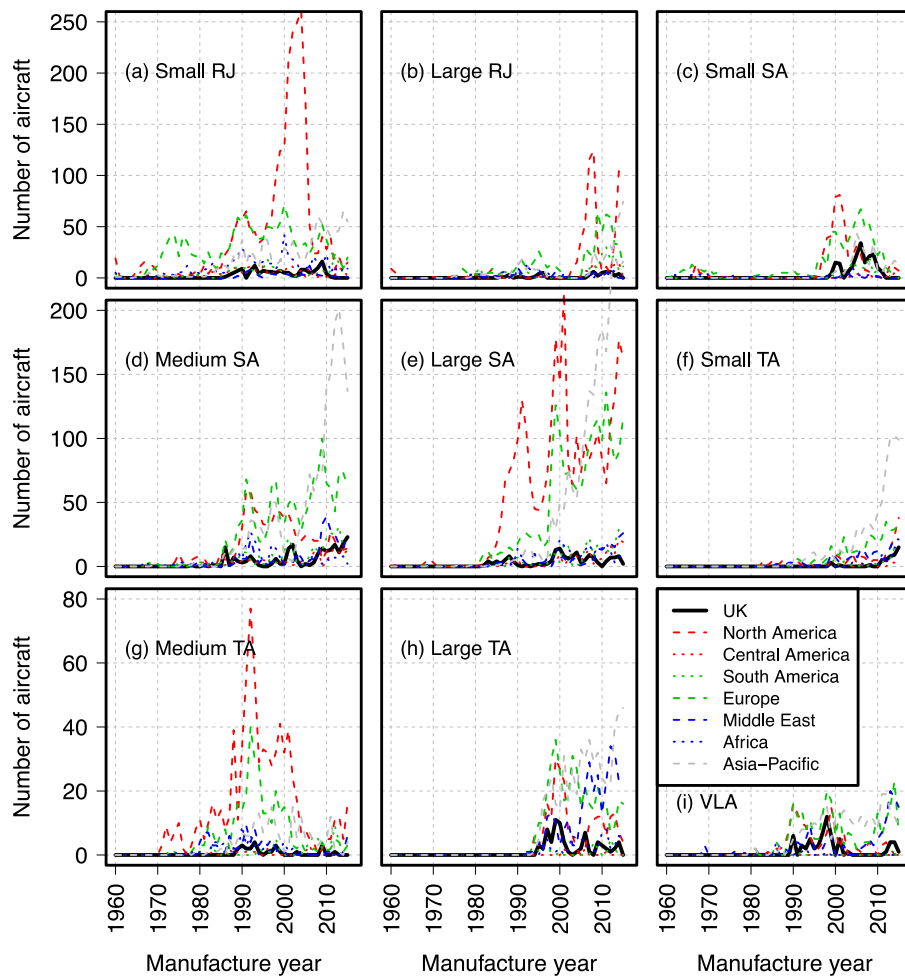 Number of aircraft
250
200
150
100
50
0
(a) Small RJ
(b) Large RJ
(c) Small SA
Number of aircraft
200
150
100
50
0
(d) Medium SA
(e) Large SA
(f) Small TA
Number of aircraft
80
60
40
20
0
(g) Medium TA
(h) Large TA
UK
North America
Central America
South America
Europe
Middle East
Africa
Asia−Pacific
(i) VLA
1960 1970 1980 1990 2000 2010
1960 1970 1980 1990 2000 2010
1960 1970 1980 1990 2000 2010
Manufacture year
Manufacture year
Manufacture year